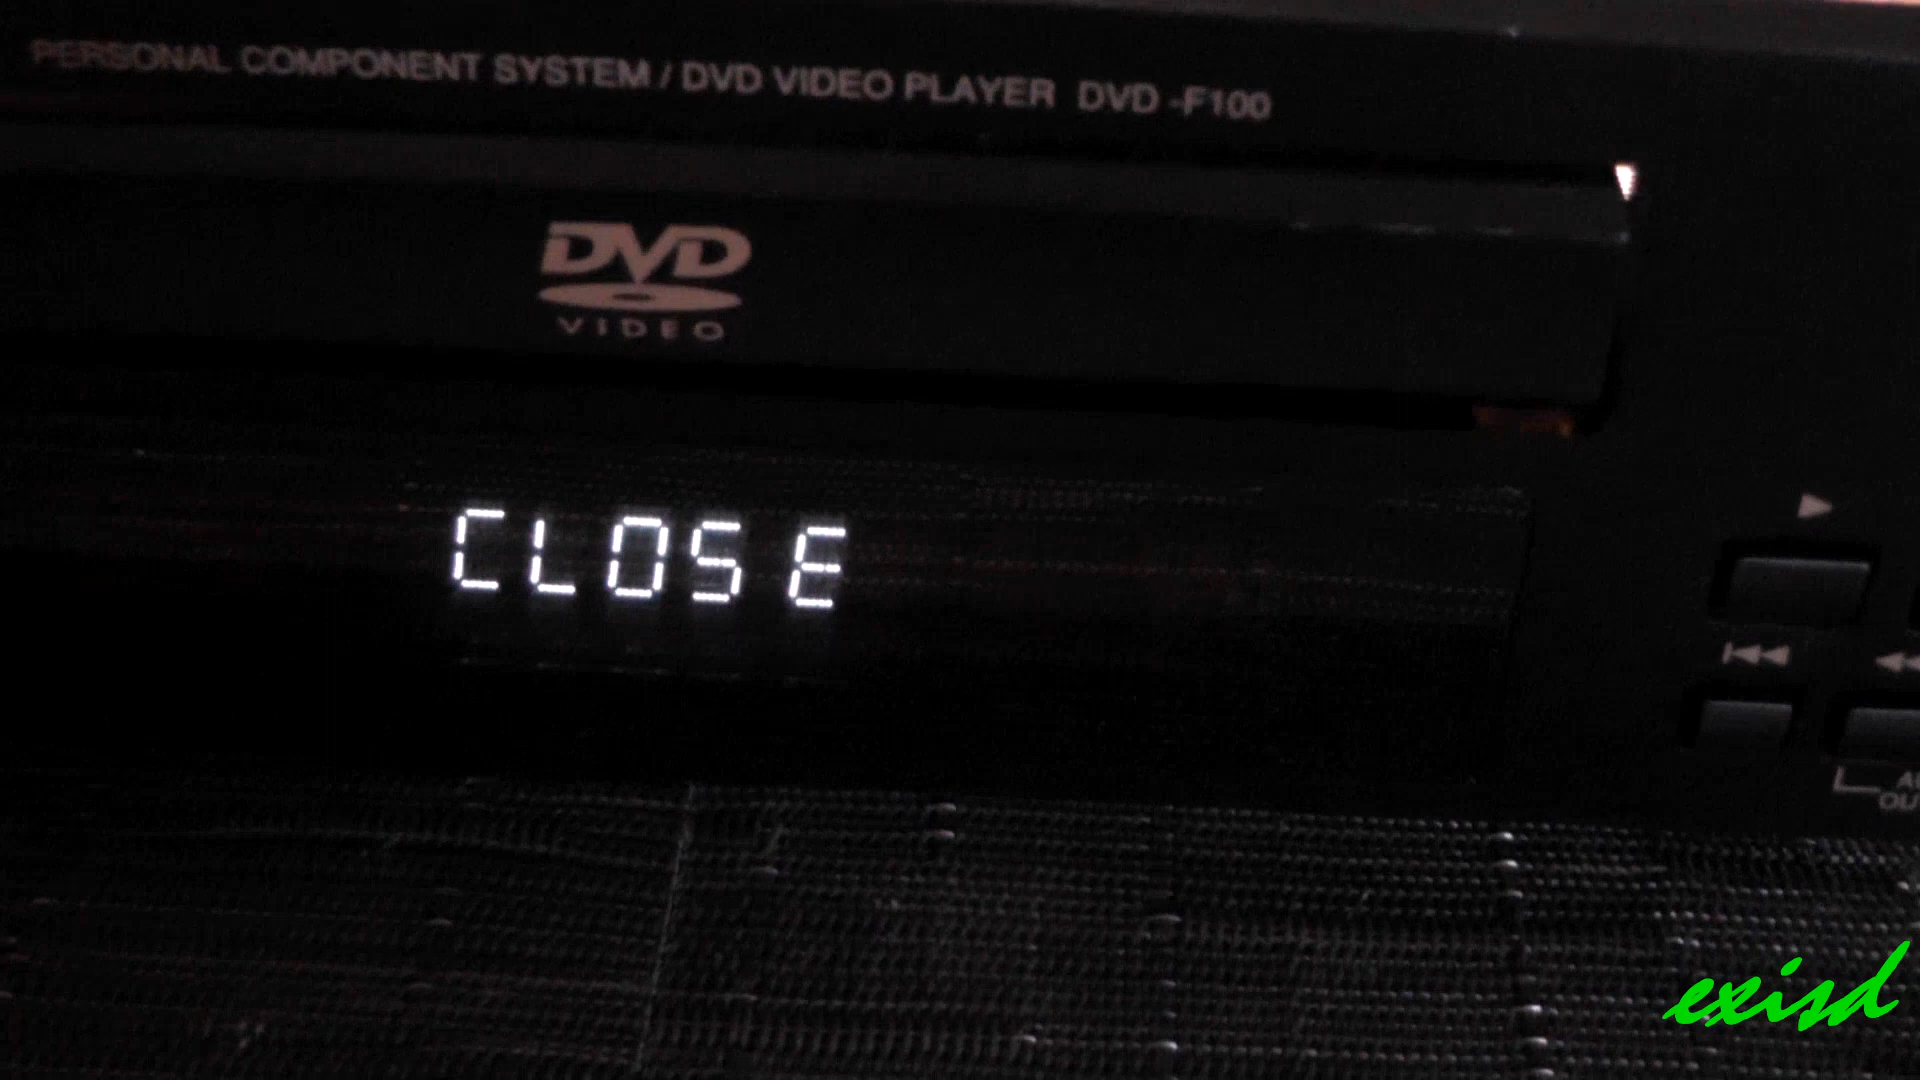 PERSONAL COMPONENT SYSTEM / DVD VIDEO PLAYER DVD-F100
DVD
VIDEO
CLOSE
exisd